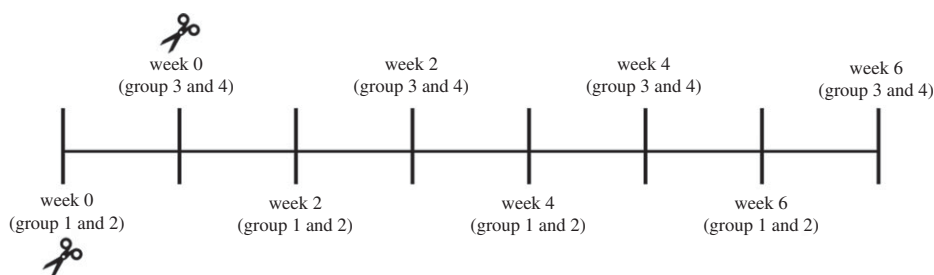 week 0
(group 3 and 4)
week 2
(group 3 and 4)
week 4
(group 3 and 4)
week 6
(group 3 and 4)
week 0
(group 1 and 2)
week 2
(group 1 and 2)
week 4
(group 1 and 2)
week 6
(group 1 and 2)